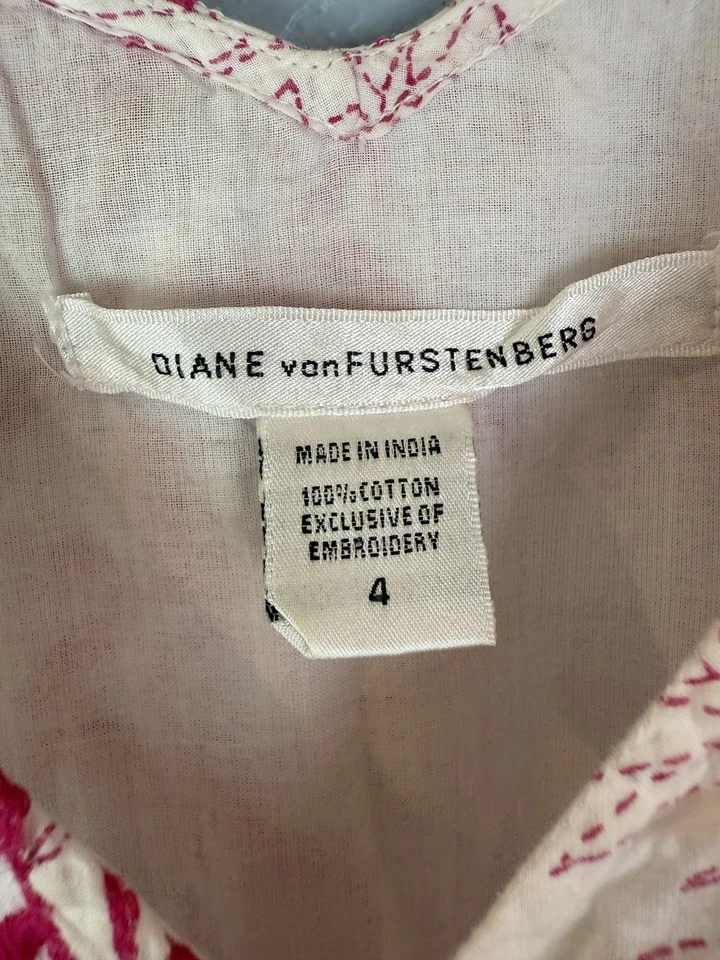 DIANE vonFURSTENBERG
MADE IN INDIA
100% COTTON
EXCLUSIVE OF
EMBROIDERY
4